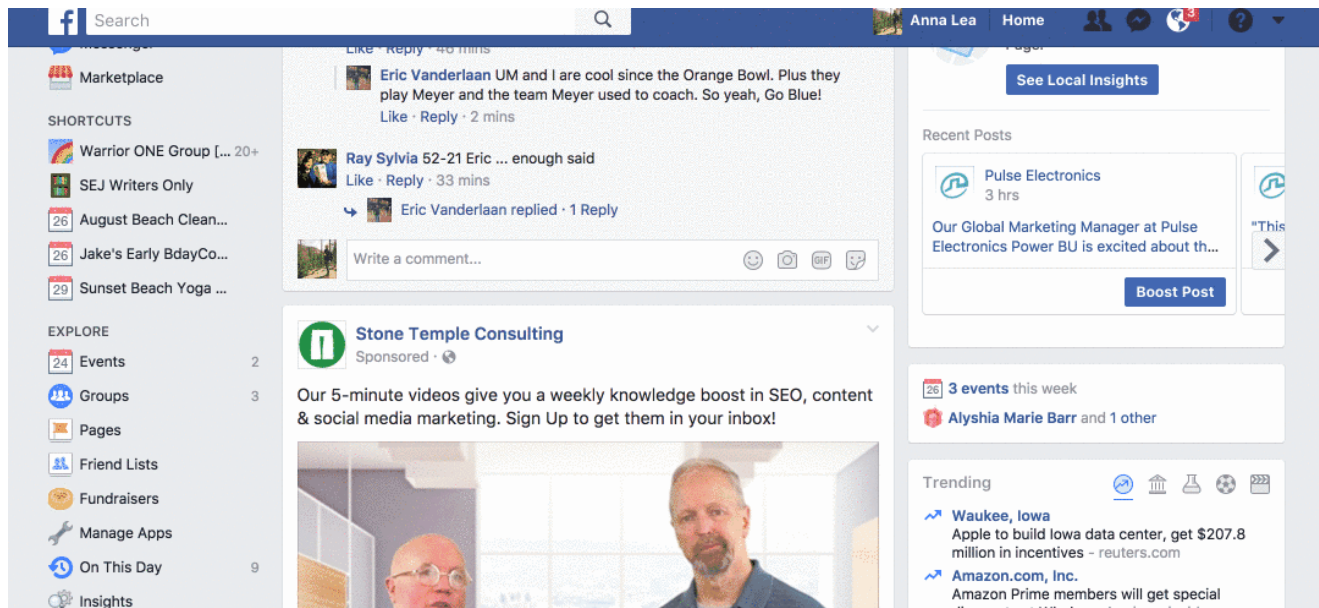 Search
Anna Lea
Home
3
Messenger
Marketplace
SHORTCUTS
Warrior ONE Group [... 20+
SEJ Writers Only
26 August Beach Clean...
26 Jake's Early BdayCo...
29 Sunset Beach Yoga ...
EXPLORE
24 Events 2
Groups 3
Pages
Friend Lists
Fundraisers
Manage Apps
On This Day 9
Insights
Like · Reply · 46 mins
Eric Vanderlaan UM and I are cool since the Orange Bowl. Plus they
play Meyer and the team Meyer used to coach. So yeah, Go Blue!
Like · Reply · 2 mins
Ray Sylvia 52-21 Eric ... enough said
Like · Reply · 33 mins
Eric Vanderlaan replied · 1 Reply
Write a comment...
GIF
Stone Temple Consulting
Sponsored ·
Our 5-minute videos give you a weekly knowledge boost in SEO, content
& social media marketing. Sign Up to get them in your inbox!
See Local Insights
Recent Posts
Pulse Electronics
3 hrs
Our Global Marketing Manager at Pulse
Electronics Power BU is excited about th...
"This
Boost Post
26 3 events this week
Alyshia Marie Barr and 1 other
Trending
Waukee, Iowa
Apple to build Iowa data center, get $207.8
million in incentives - reuters.com
Amazon.com, Inc.
Amazon Prime members will get special